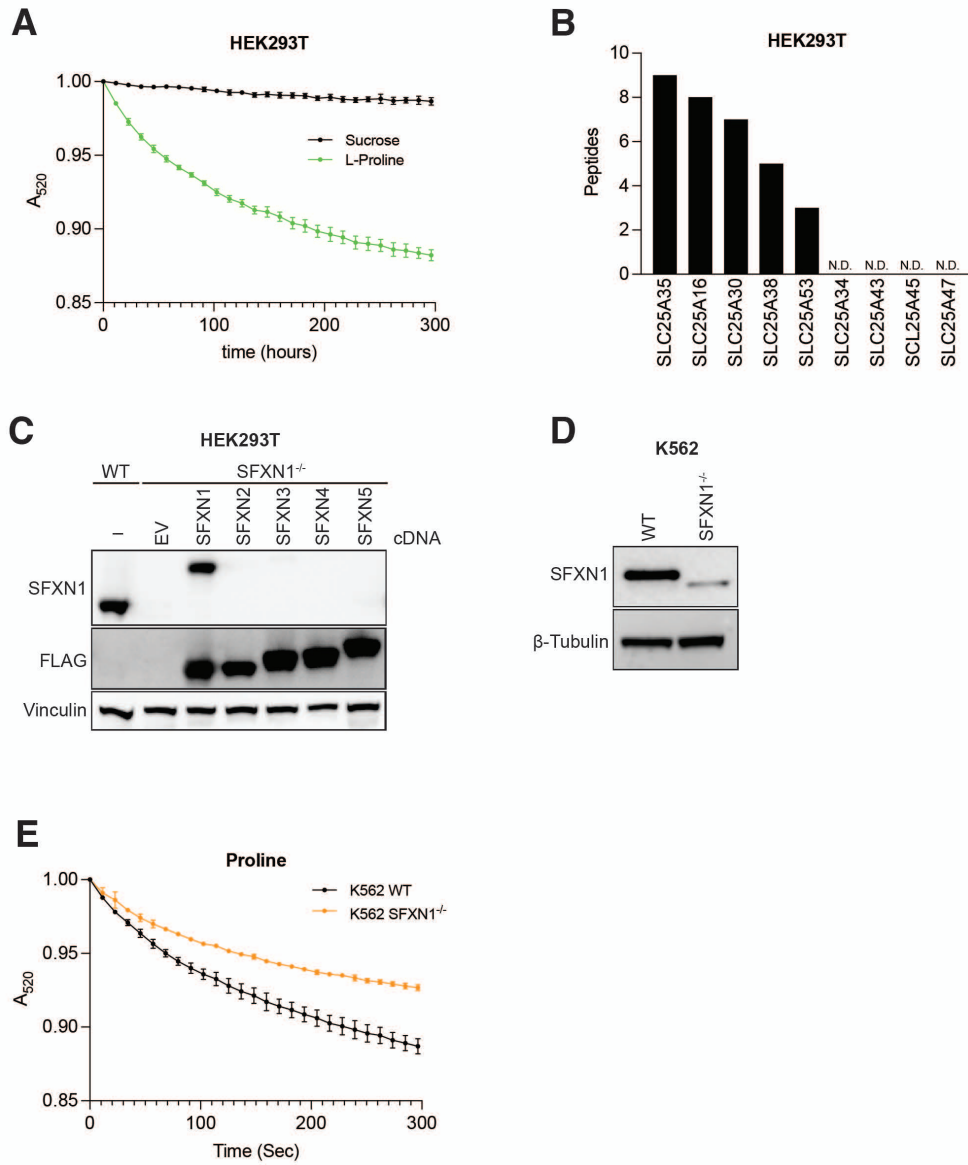 A
HEK293T
1.00
0.95
0.90
0.85
A520
Sucrose
L-Proline
0
100
200
300
time (hours)
B
HEK293T
10
8
6
4
2
0
Peptides
N.D.
N.D.
N.D.
N.D.
SLC25A35
SLC25A16
SLC25A30
SLC25A38
SLC25A53
SLC25A34
SLC25A43
SCL25A45
SLC25A47
C
HEK293T
WT
SFXN1-/-
–
EV
SFXN1
SFXN2
SFXN3
SFXN4
SFXN5
cDNA
SFXN1
FLAG
Vinculin
D
K562
WT
SFXN1-/-
SFXN1
β-Tubulin
E
Proline
1.00
0.95
0.90
0.85
A520
K562 WT
K562 SFXN1-/-
0
100
200
300
Time (Sec)